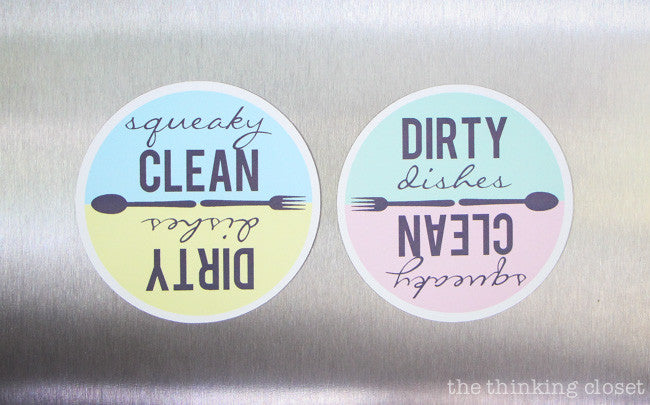 squeaky
CLEAN
DIRTY
dishes
DIRTY
dishes
squeaky
CLEAN
the thinking closet